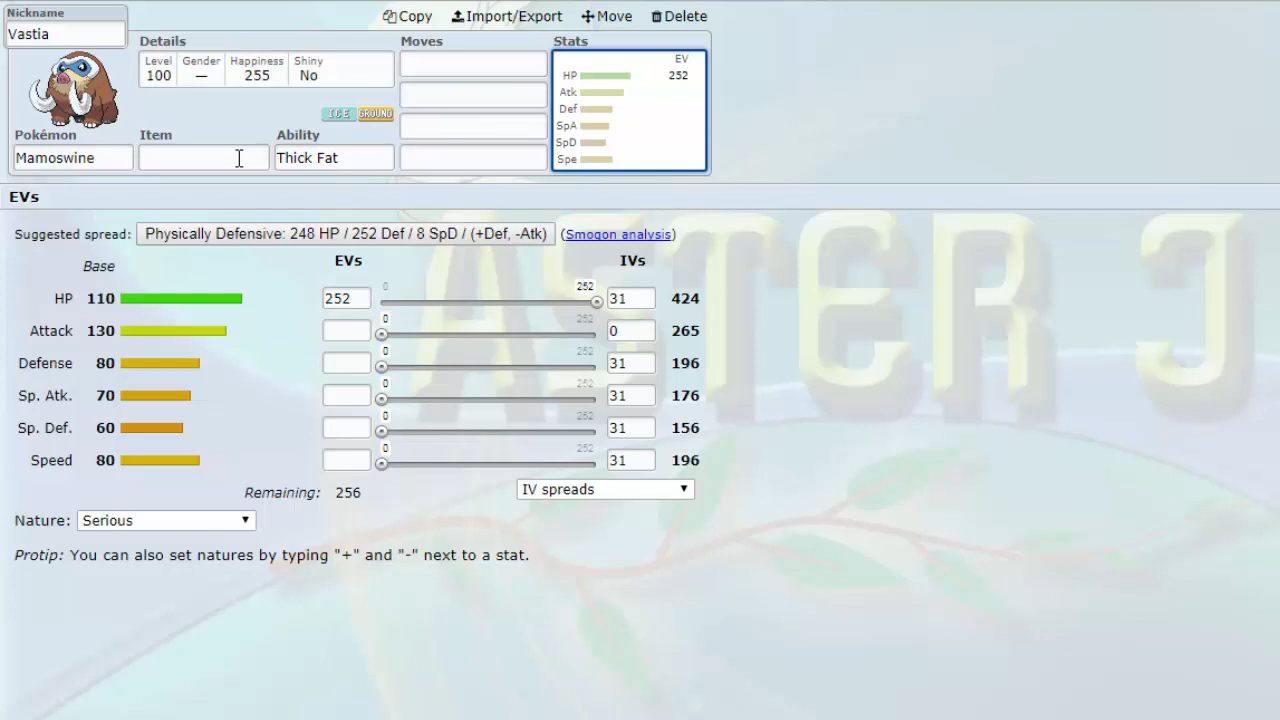 Nickname
Vastia
Copy Import/Export Move Delete
Details
Level Gender Happiness Shiny
100 — 255 No
ICE GROUND
Pokémon Item Ability
Mamoswine Thick Fat
Moves
Stats
EV
HP 252
Atk
Def
SpA
SpD
Spe
EVs
Suggested spread: Physically Defensive: 248 HP / 252 Def / 8 SpD / (+Def, -Atk) (Smogon analysis)
Base EVs IVs
HP 110 252 0 252 31 424
Attack 130 0 252 0 265
Defense 80 0 252 31 196
Sp. Atk. 70 0 252 31 176
Sp. Def. 60 0 252 31 156
Speed 80 0 252 31 196
Remaining: 256 IV spreads
Nature: Serious
Protip: You can also set natures by typing "+" and "-" next to a stat.
ASTER J